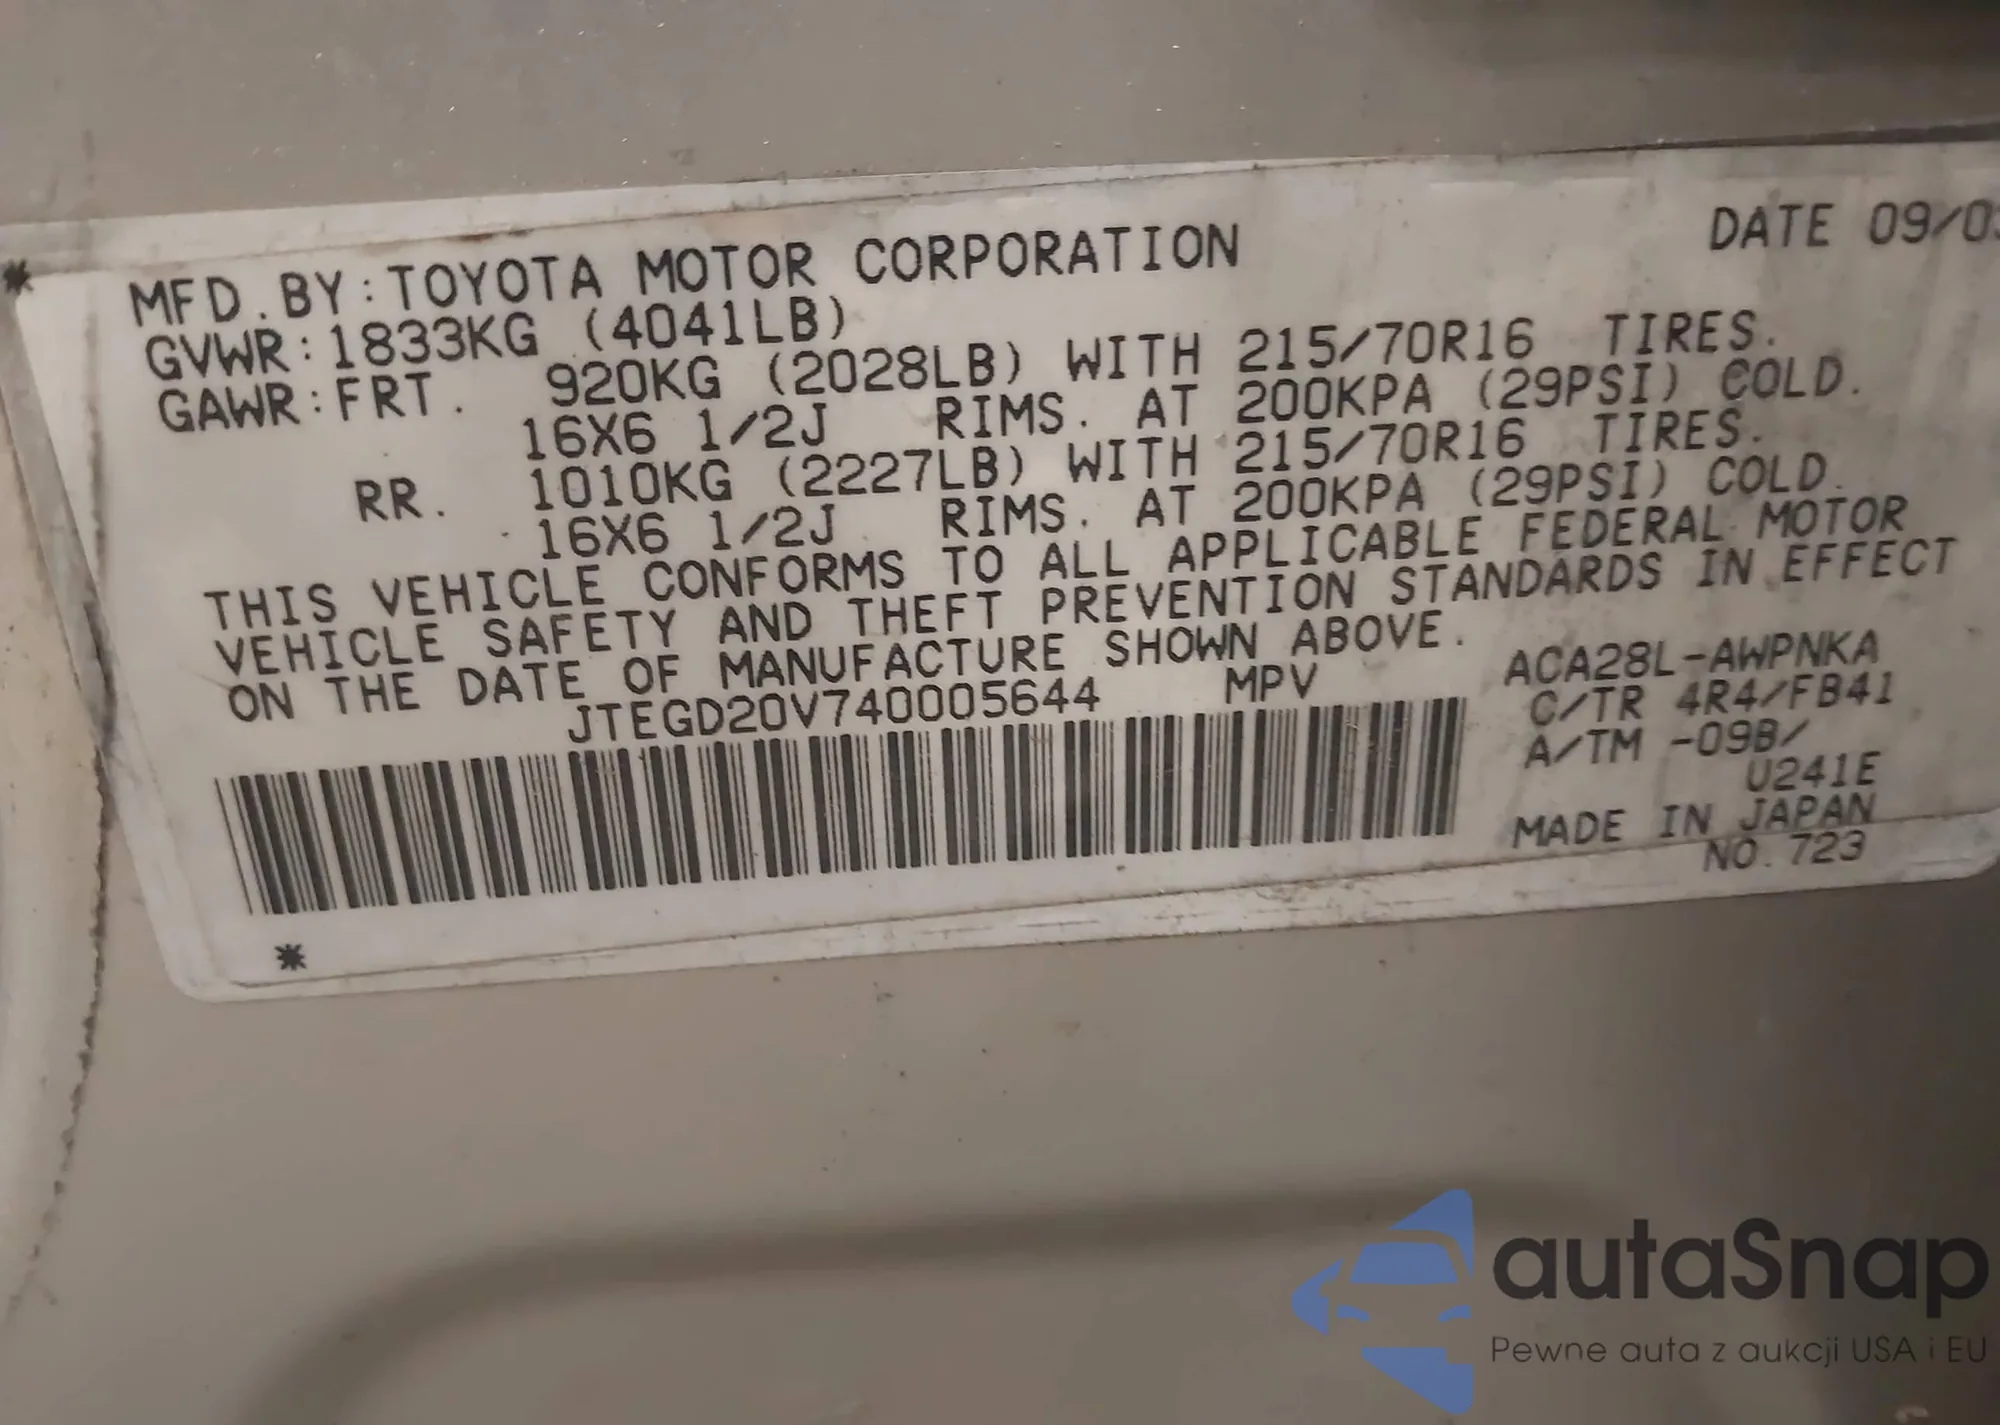 DATE 09/03
MFD.BY:TOYOTA MOTOR CORPORATION
GVWR:1833KG (4041LB)
GAWR:FRT. 920KG (2028LB) WITH 215/70R16 TIRES.
16X6 1/2J RIMS. AT 200KPA (29PSI) COLD.
RR. 1010KG (2227LB) WITH 215/70R16 TIRES.
16X6 1/2J RIMS. AT 200KPA (29PSI) COLD.
THIS VEHICLE CONFORMS TO ALL APPLICABLE FEDERAL MOTOR
VEHICLE SAFETY AND THEFT PREVENTION STANDARDS IN EFFECT
ON THE DATE OF MANUFACTURE SHOWN ABOVE.
JTEGD20V740005644 MPV
ACA28L-AWPNKA
C/TR 4R4/FB41
A/TM -09B/
U241E
MADE IN JAPAN
NO.723
autaSnap
Pewne auta z aukcji USA i EU